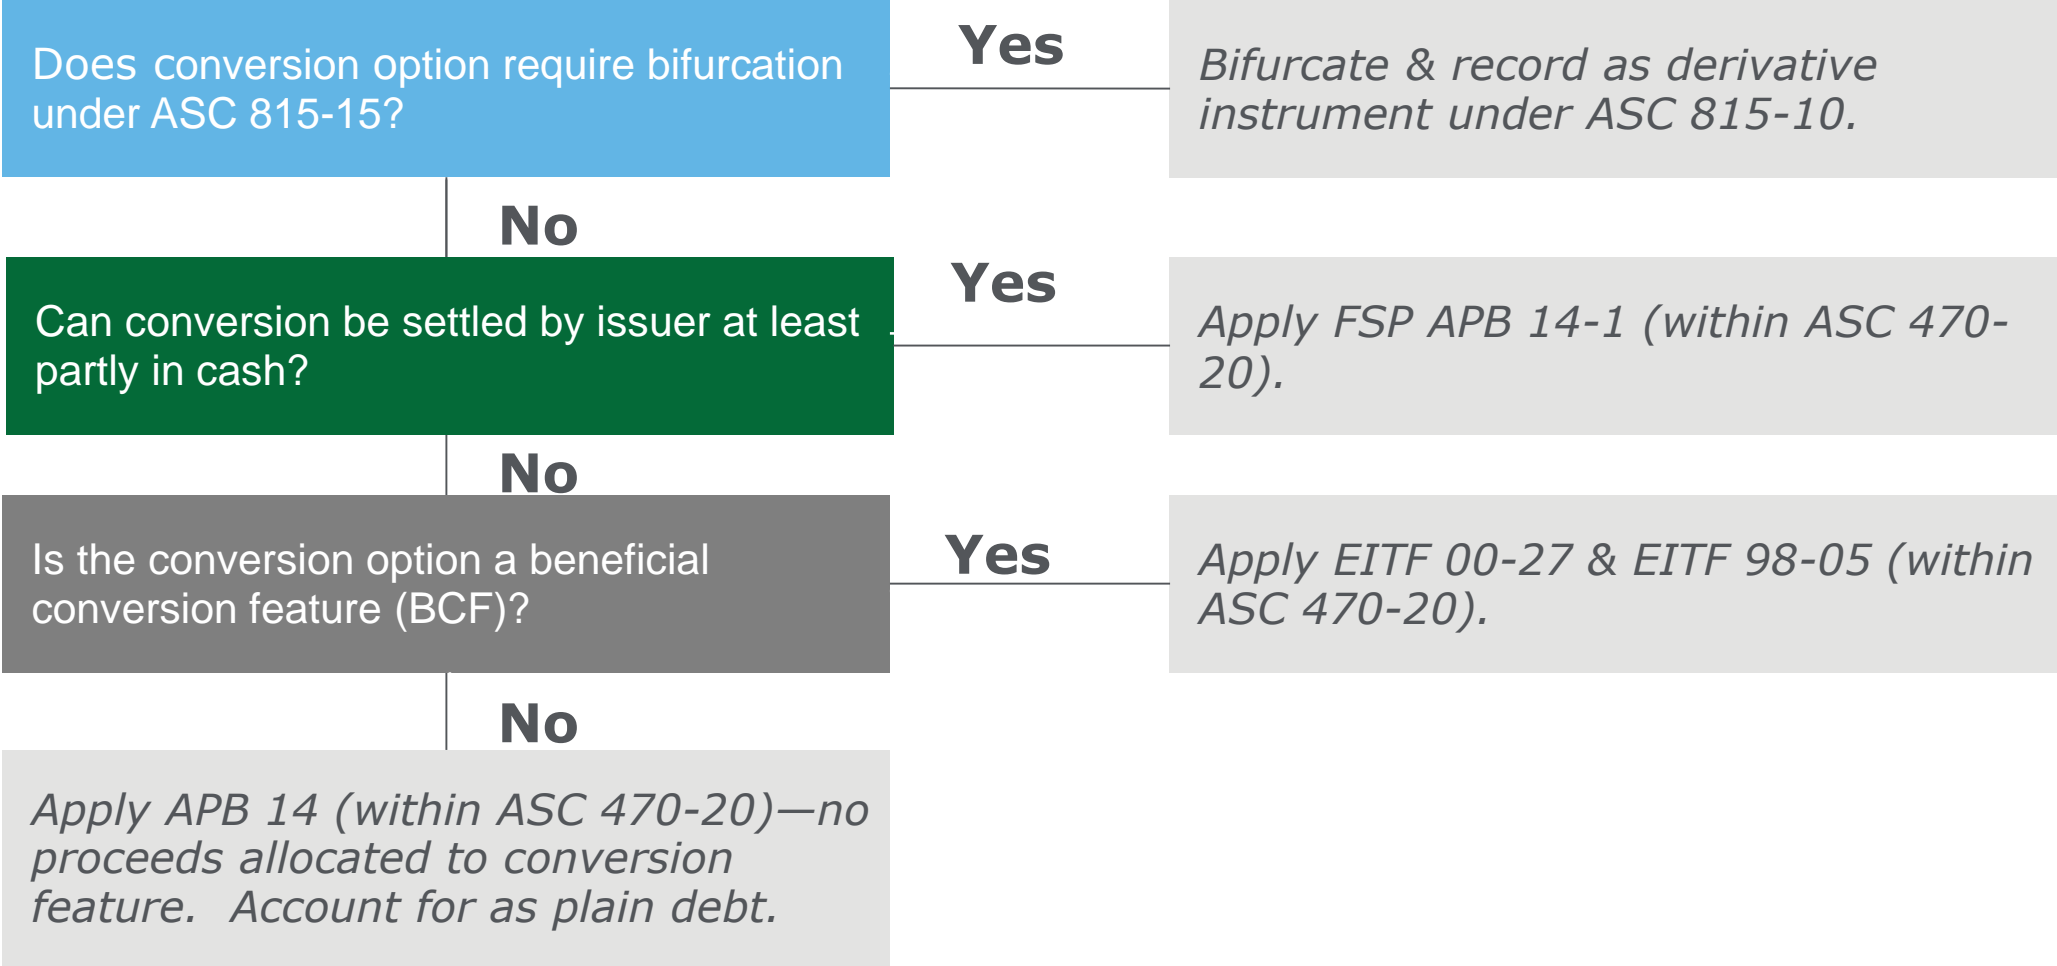 Does conversion option require bifurcation
under ASC 815-15?
Yes
Bifurcate & record as derivative
instrument under ASC 815-10.
No
Can conversion be settled by issuer at least
partly in cash?
Yes
Apply FSP APB 14-1 (within ASC 470-
20).
No
Is the conversion option a beneficial
conversion feature (BCF)?
Yes
Apply EITF 00-27 & EITF 98-05 (within
ASC 470-20).
No
Apply APB 14 (within ASC 470-20)—no
proceeds allocated to conversion
feature.  Account for as plain debt.